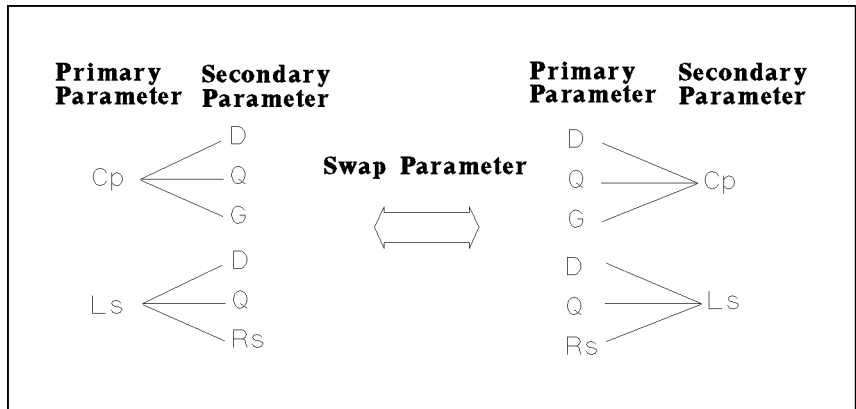 Primary Parameter
Secondary Parameter
Cp
D
Q
G
Ls
D
Q
Rs
Swap Parameter
Primary Parameter
Secondary Parameter
D
Q
G
Cp
D
Q
Rs
Ls